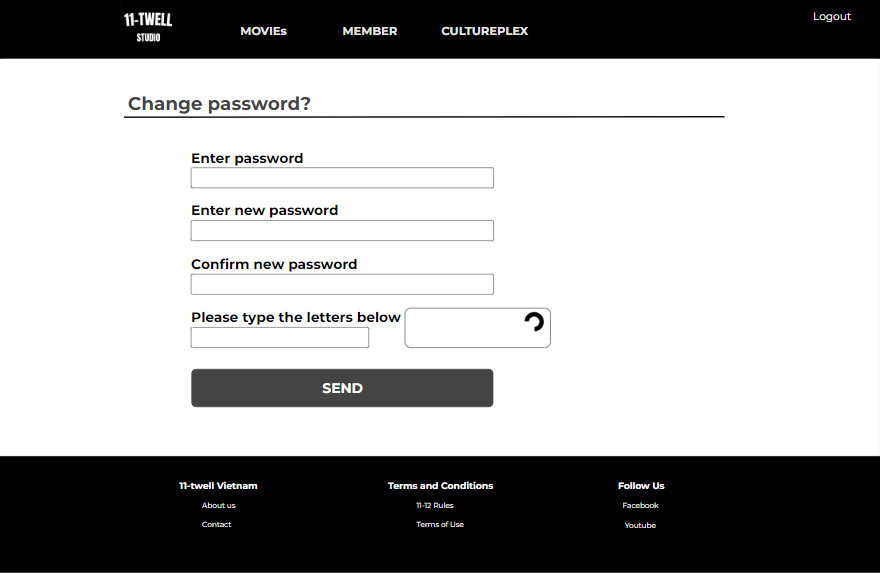 11-TWELL
STUDIO
MOVIEs
MEMBER
CULTUREPLEX
Logout
Change password?
Enter password
Enter new password
Confirm new password
Please type the letters below
SEND
11-twell Vietnam
Terms and Conditions
Follow Us
About us
11-12 Rules
Facebook
Contact
Terms of Use
Youtube